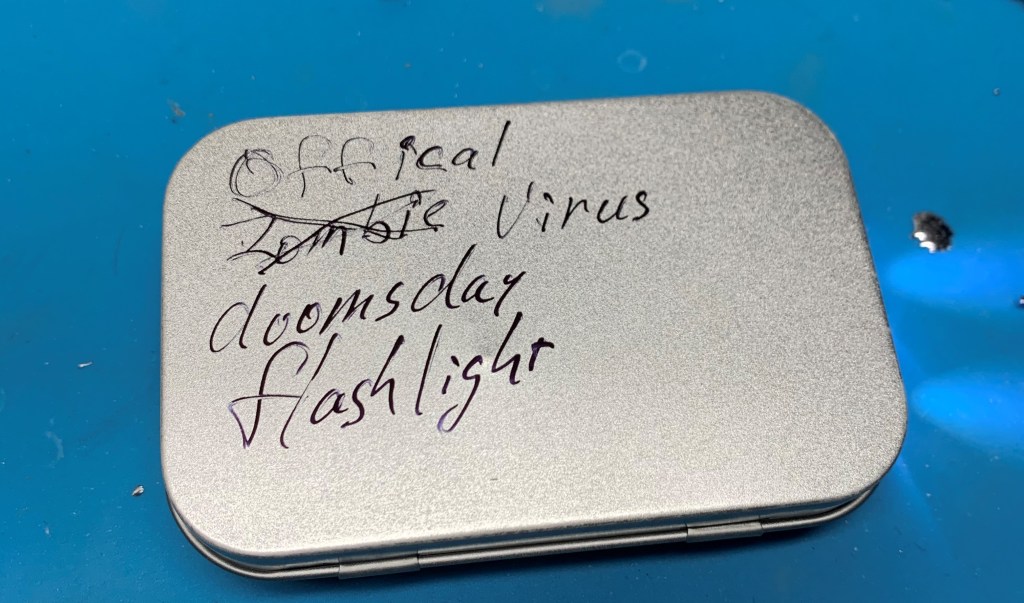 Offical
Zombie Virus
doomsday
flashlight